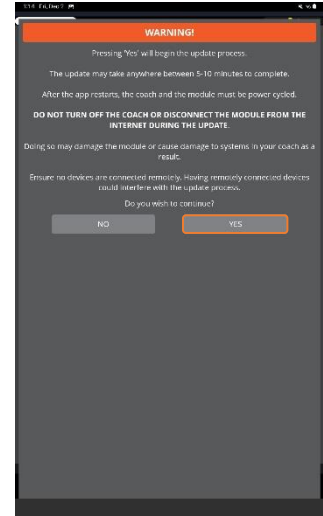 WARNING!
Pressing 'Yes' will begin the update process.
The update may take anywhere between 5-10 minutes to complete.
After the app restarts, the coach and the module must be power cycled.
DO NOT TURN OFF THE COACH OR DISCONNECT THE MODULE FROM THE
INTERNET DURING THE UPDATE.
Doing so may damage the module or cause damage to systems in your coach as a
result.
Ensure no devices are connected remotely. Having remotely connected devices
could interfere with the update process.
Do you wish to continue?
NO YES